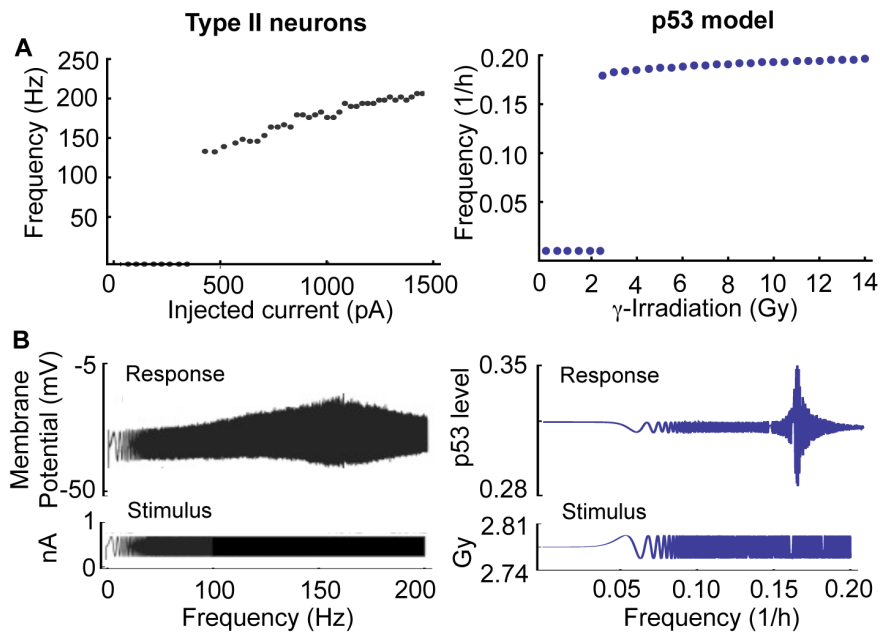 Type II neurons
p53 model
A
Frequency (Hz)
250
200
150
100
50
0
500
1000
1500
Injected current (pA)
Frequency (1/h)
0.20
0.15
0.10
0.05
0
2
4
6
8
10
12
14
γ-Irradiation (Gy)
B
Membrane
Potential (mV)
-5
-50
Response
Stimulus
nA
1
0
0
100
150
200
Frequency (Hz)
p53 level
0.35
0.28
Response
Stimulus
Gy
2.81
2.74
0.05
0.10
0.15
0.20
Frequency (1/h)